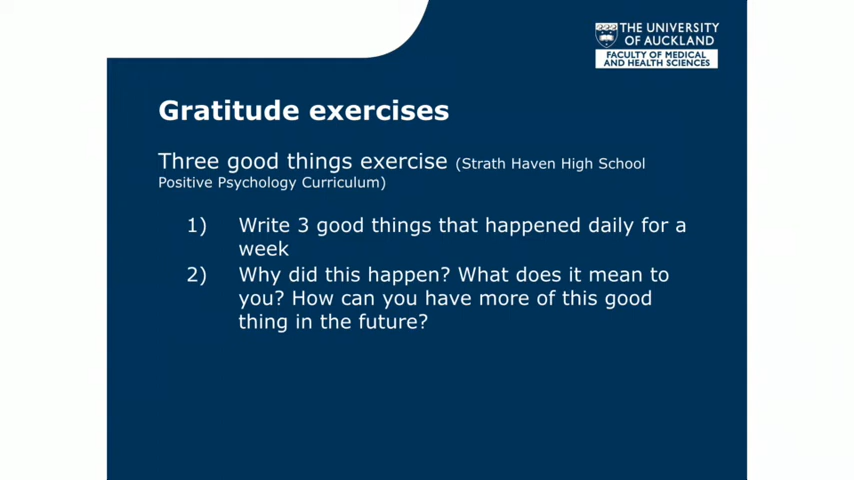 THE UNIVERSITY
OF AUCKLAND
FACULTY OF MEDICAL
AND HEALTH SCIENCES
Gratitude exercises
Three good things exercise (Strath Haven High School
Positive Psychology Curriculum)
1) Write 3 good things that happened daily for a
week
2) Why did this happen? What does it mean to
you? How can you have more of this good
thing in the future?